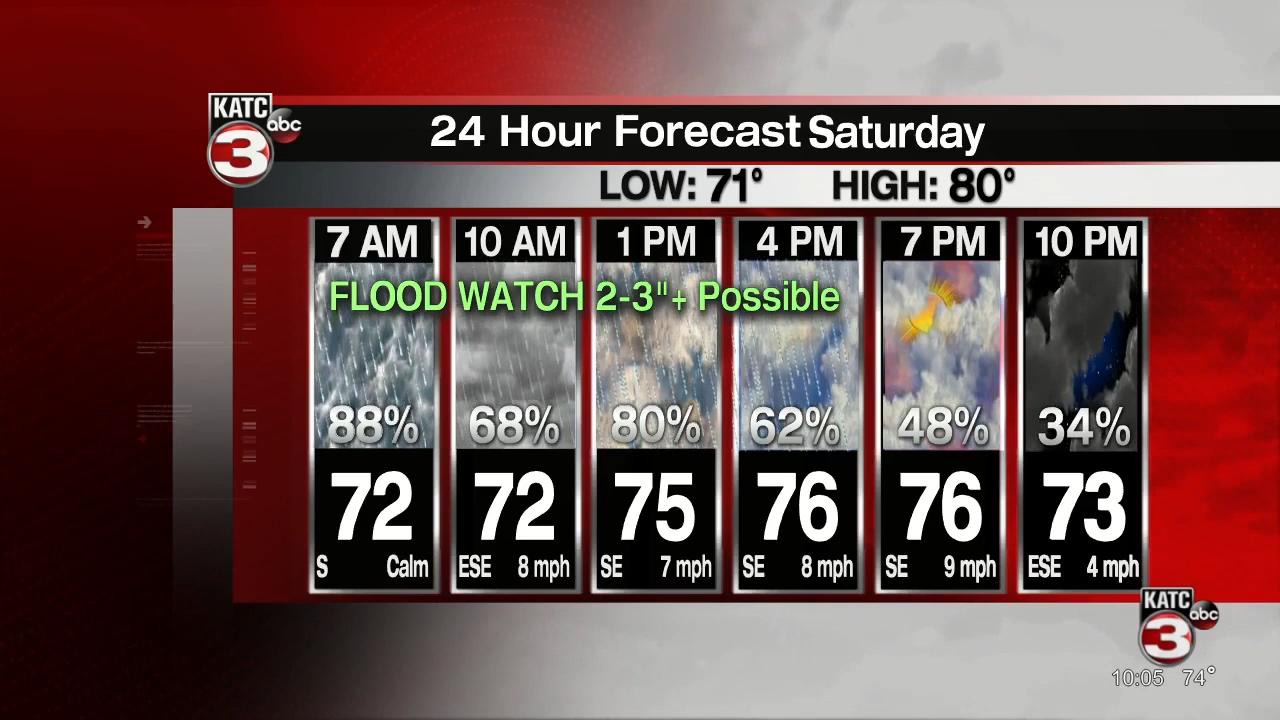 KATC
abc
3
24 Hour Forecast Saturday
LOW: 71° HIGH: 80°
7 AM 10 AM 1 PM 4 PM 7 PM 10 PM
FLOOD WATCH 2-3"+ Possible
88% 68% 80% 62% 48% 34%
72 72 75 76 76 73
S Calm ESE 8 mph SE 7 mph SE 8 mph SE 9 mph ESE 4 mph
KATC
abc
3
10:05 74°